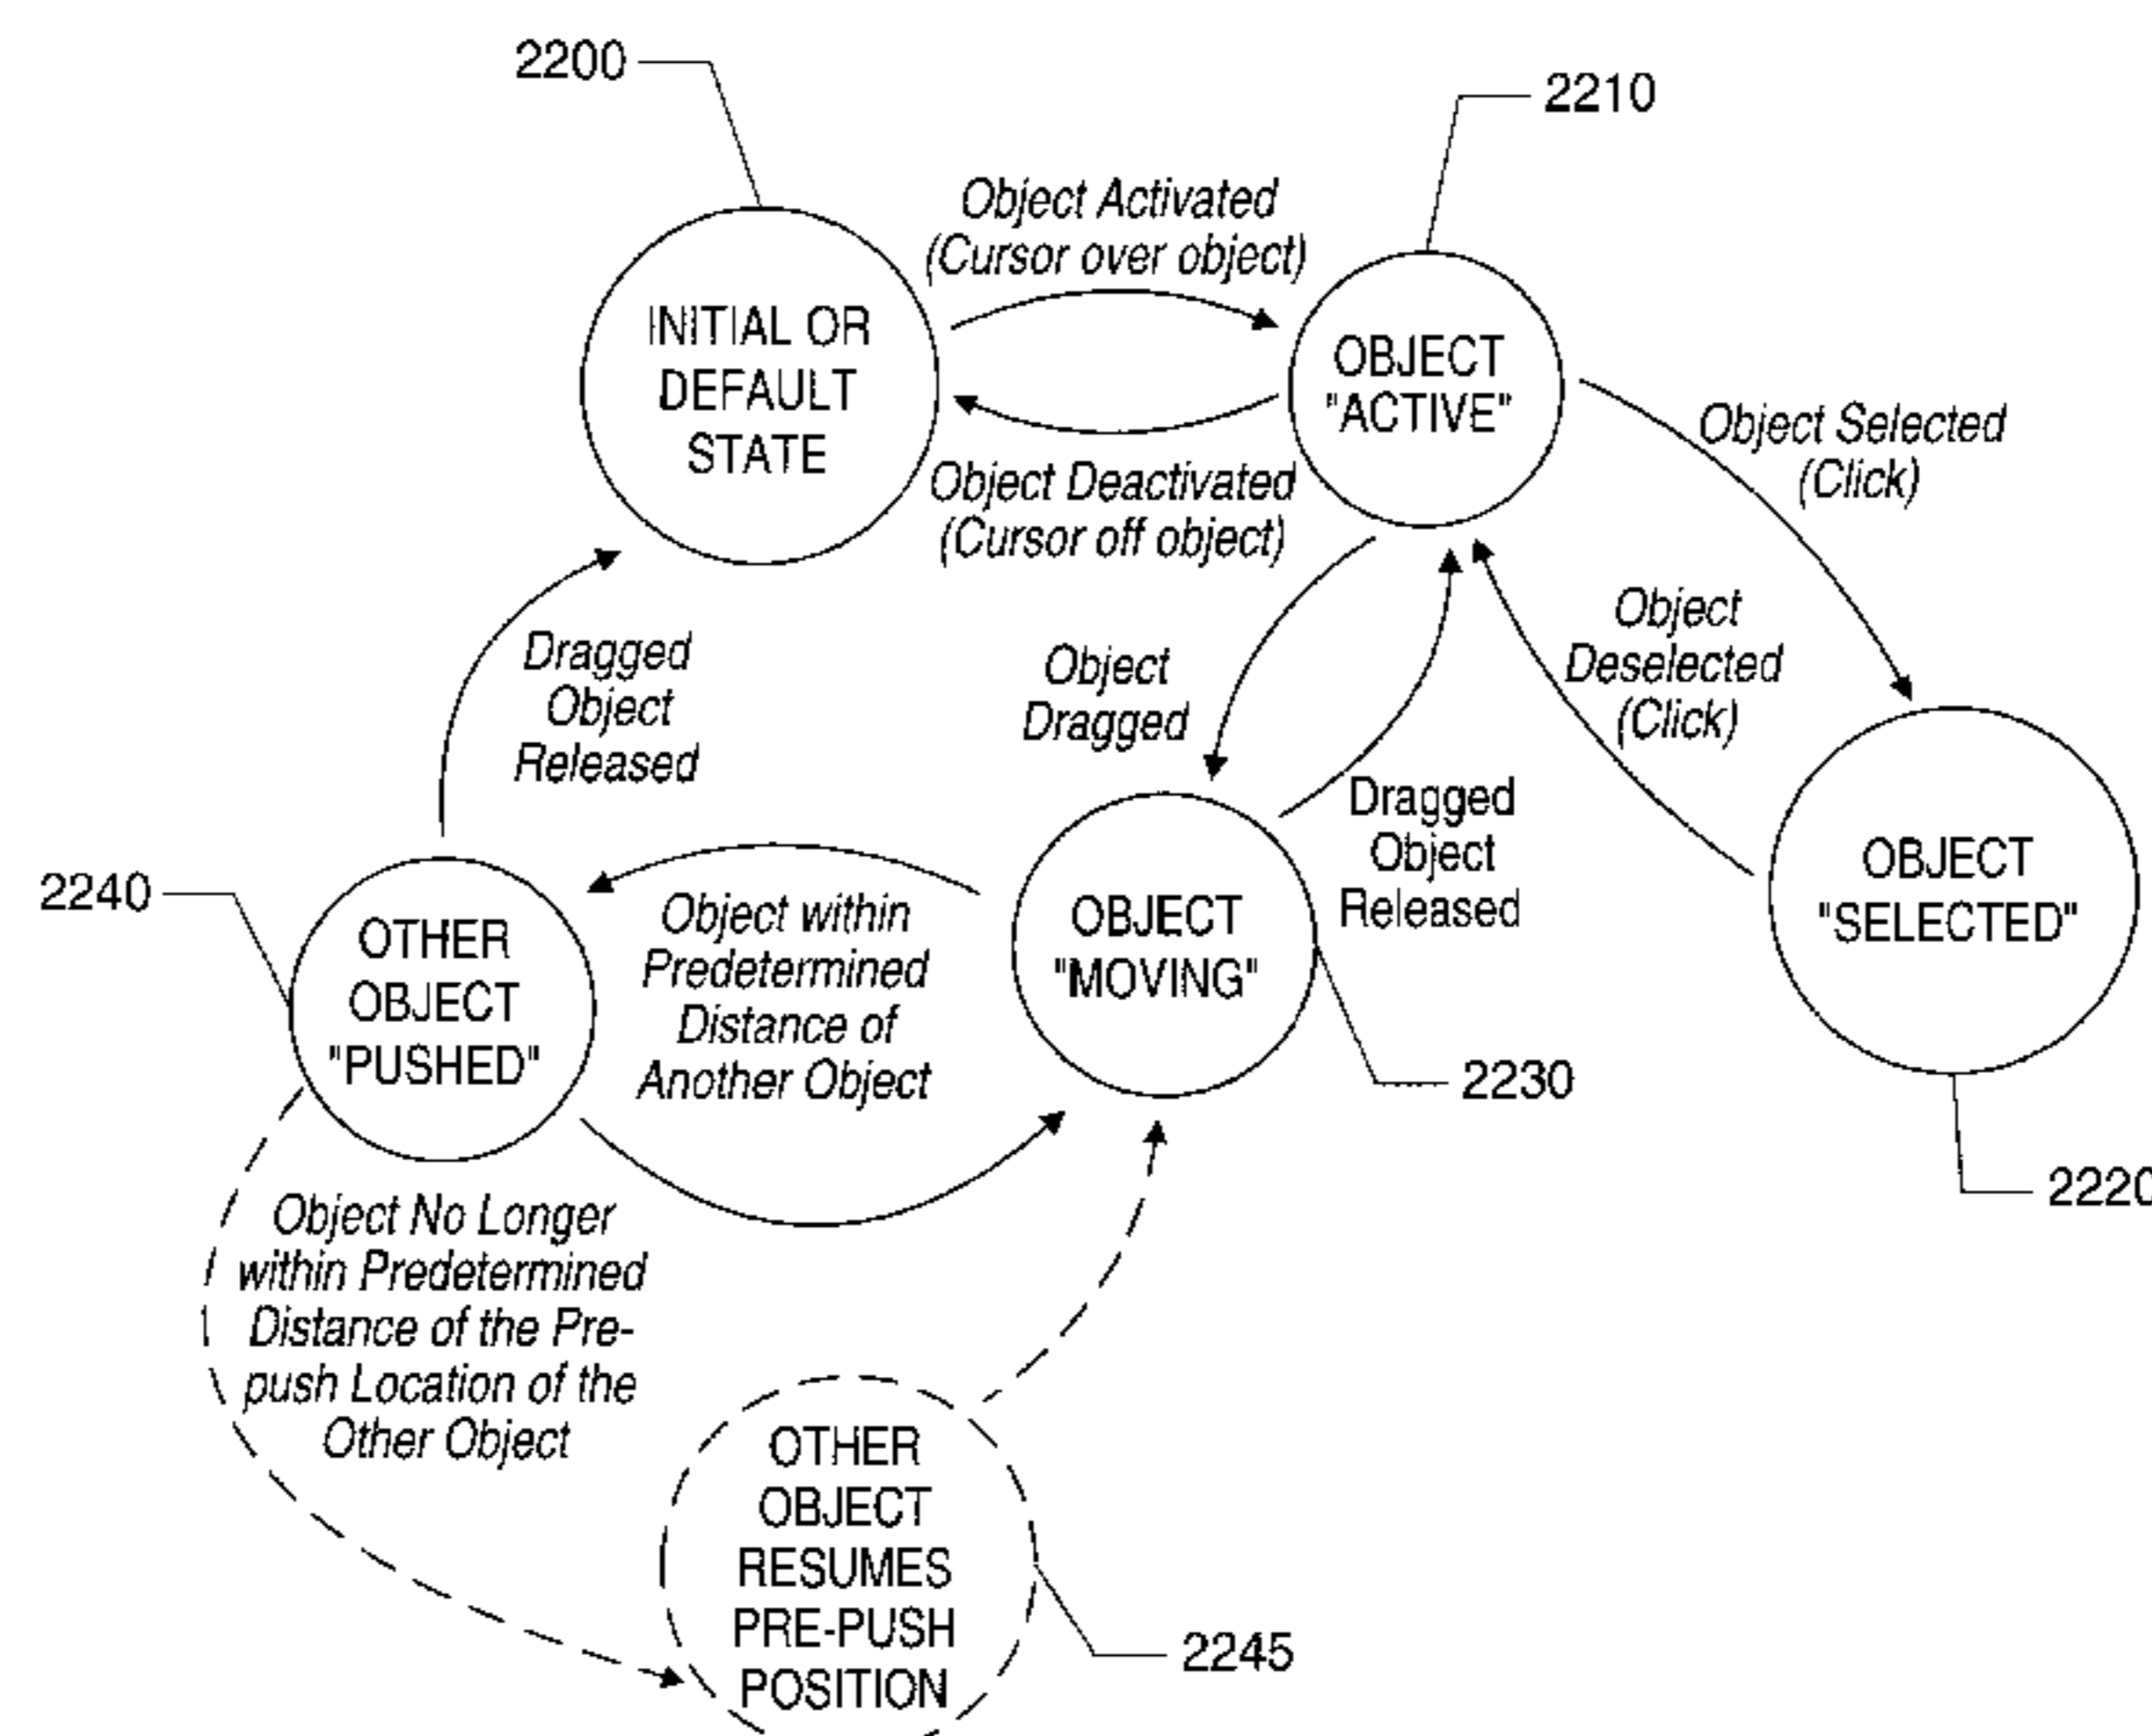 2200
2210
Object Activated
(Cursor over object)
INITIAL OR
DEFAULT
STATE
OBJECT
"ACTIVE"
Object Selected
(Click)
Object Deactivated
(Cursor off object)
Dragged
Object
Released
Object
Dragged
Object
Deselected
(Click)
Dragged
Object
Released
2240
OTHER
OBJECT
"PUSHED"
Object within
Predetermined
Distance of
Another Object
OBJECT
"MOVING"
OBJECT
"SELECTED"
2230
2220
Object No Longer
within Predetermined
Distance of the Pre-
push Location of the
Other Object
OTHER
OBJECT
RESUMES
PRE-PUSH
POSITION
2245